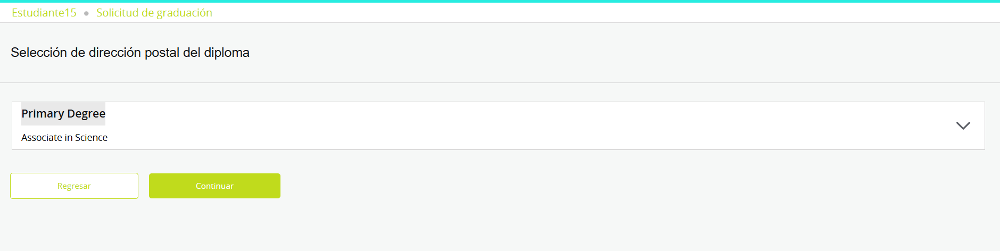 Estudiante15 ● Solicitud de graduación
Selección de dirección postal del diploma
Primary Degree
Associate in Science
Regresar
Continuar